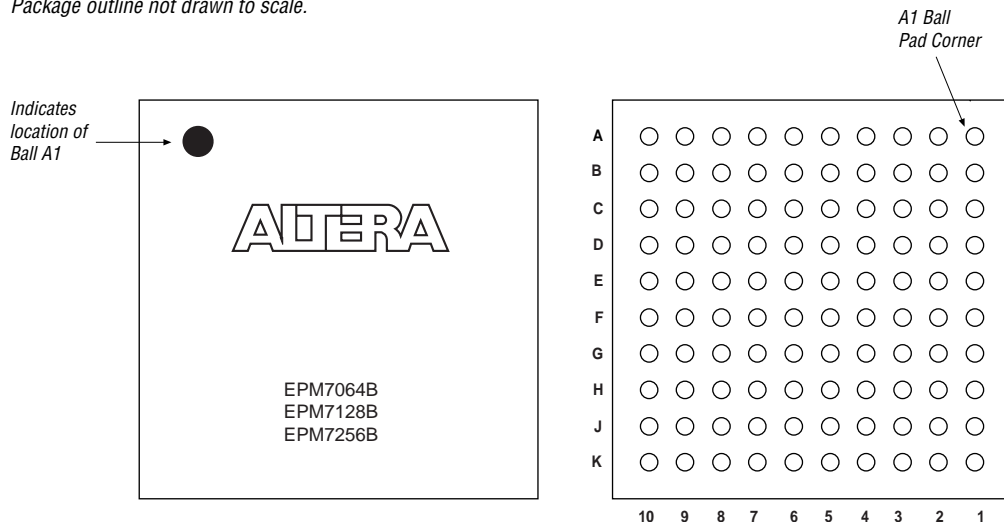 Package outline not drawn to scale.
A1 Ball
Pad Corner
Indicates
location of
Ball A1
ALTERA
EPM7064B
EPM7128B
EPM7256B
A
B
C
D
E
F
G
H
J
K
10 9 8 7 6 5 4 3 2 1